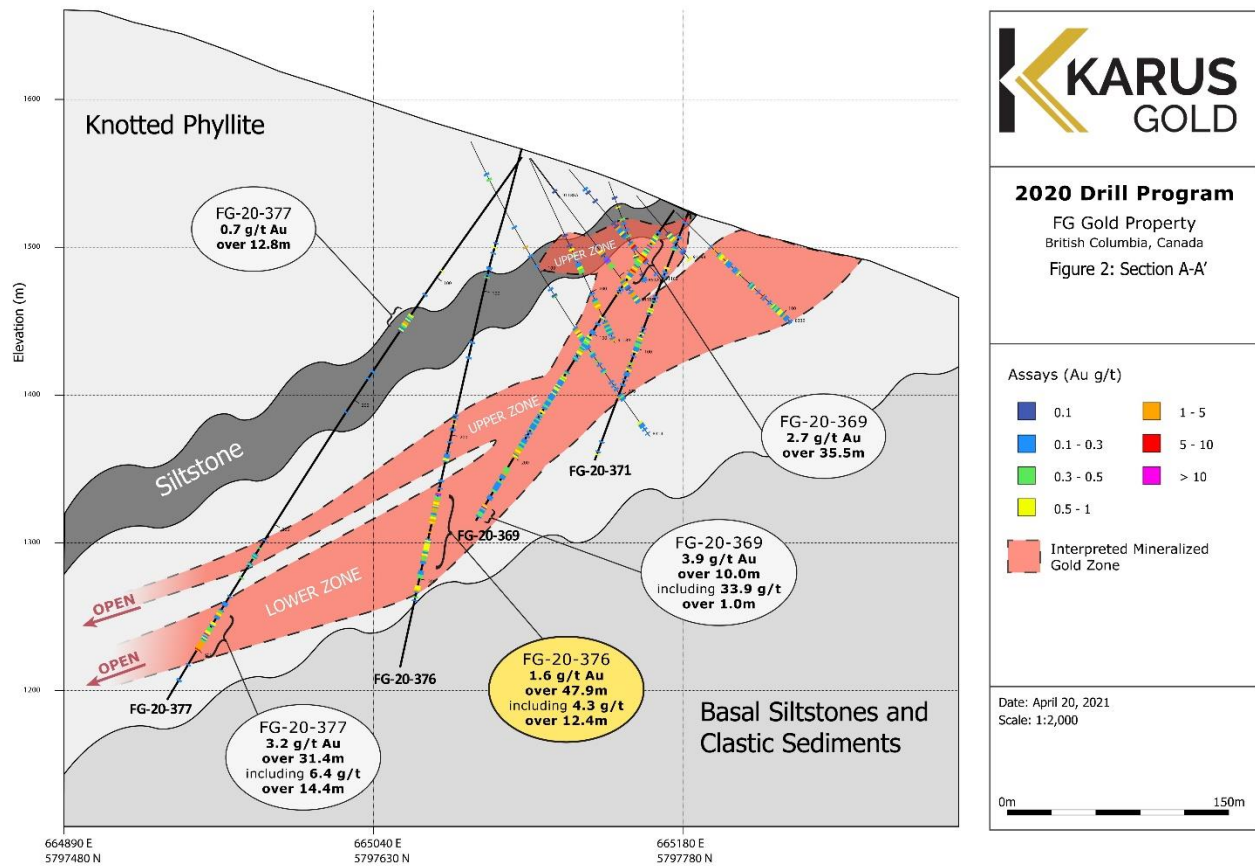 Knotted Phyllite
1600
1500
1400
1300
1200
Elevation (m)
FG-20-377
0.7 g/t Au
over 12.8m
Siltstone
UPPER ZONE
UPPER ZONE
LOWER ZONE
OPEN
OPEN
FG-20-371
FG-20-369
FG-20-376
FG-20-377
FG-20-369
2.7 g/t Au
over 35.5m
FG-20-369
3.9 g/t Au
over 10.0m
including 33.9 g/t
over 1.0m
FG-20-376
1.6 g/t Au
over 47.9m
including 4.3 g/t
over 12.4m
FG-20-377
3.2 g/t Au
over 31.4m
including 6.4 g/t
over 14.4m
Basal Siltstones and
Clastic Sediments
664890 E
5797480 N
665040 E
5797630 N
665180 E
5797780 N
KARUS
GOLD
2020 Drill Program
FG Gold Property
British Columbia, Canada
Figure 2: Section A-A'
Assays (Au g/t)
0.1
0.1 - 0.3
0.3 - 0.5
0.5 - 1
1 - 5
5 - 10
> 10
Interpreted Mineralized
Gold Zone
Date: April 20, 2021
Scale: 1:2,000
0m 150m